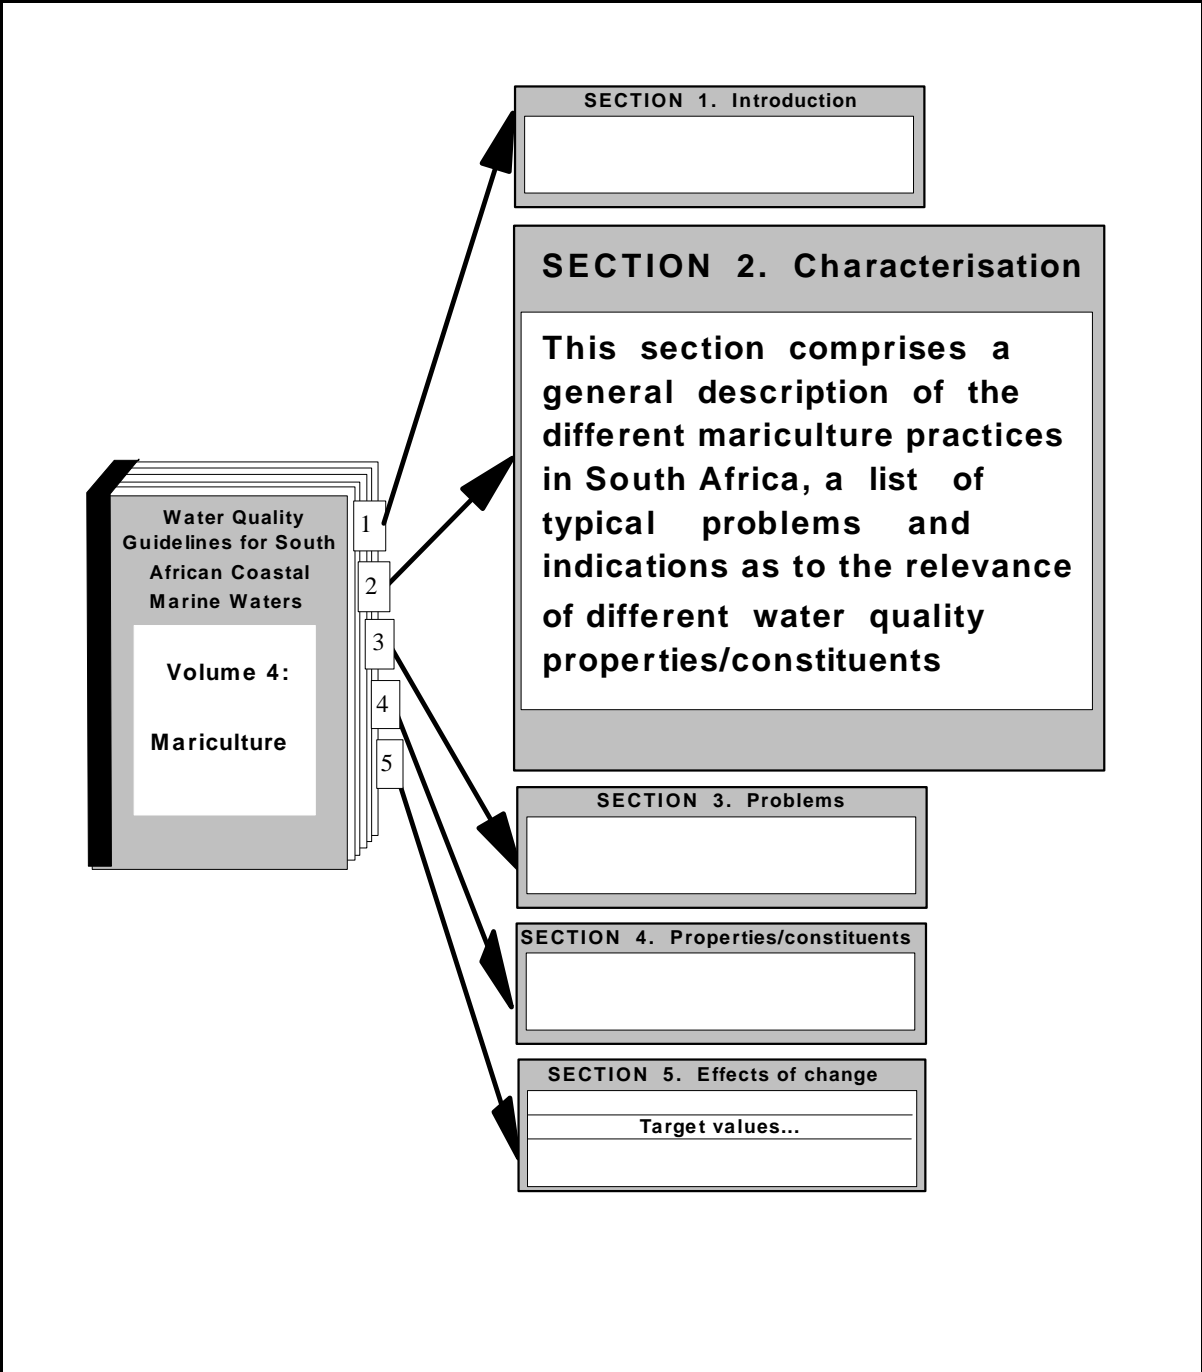 SECTION 1. Introduction
SECTION 2. Characterisation
This section comprises a
general description of the
different mariculture practices
in South Africa, a list of
typical problems and
indications as to the relevance
of different water quality
properties/constituents
Water Quality
Guidelines for South
African Coastal
Marine Waters
Volume 4:
Mariculture
1
2
3
4
5
SECTION 3. Problems
SECTION 4. Properties/constituents
SECTION 5. Effects of change
Target values...